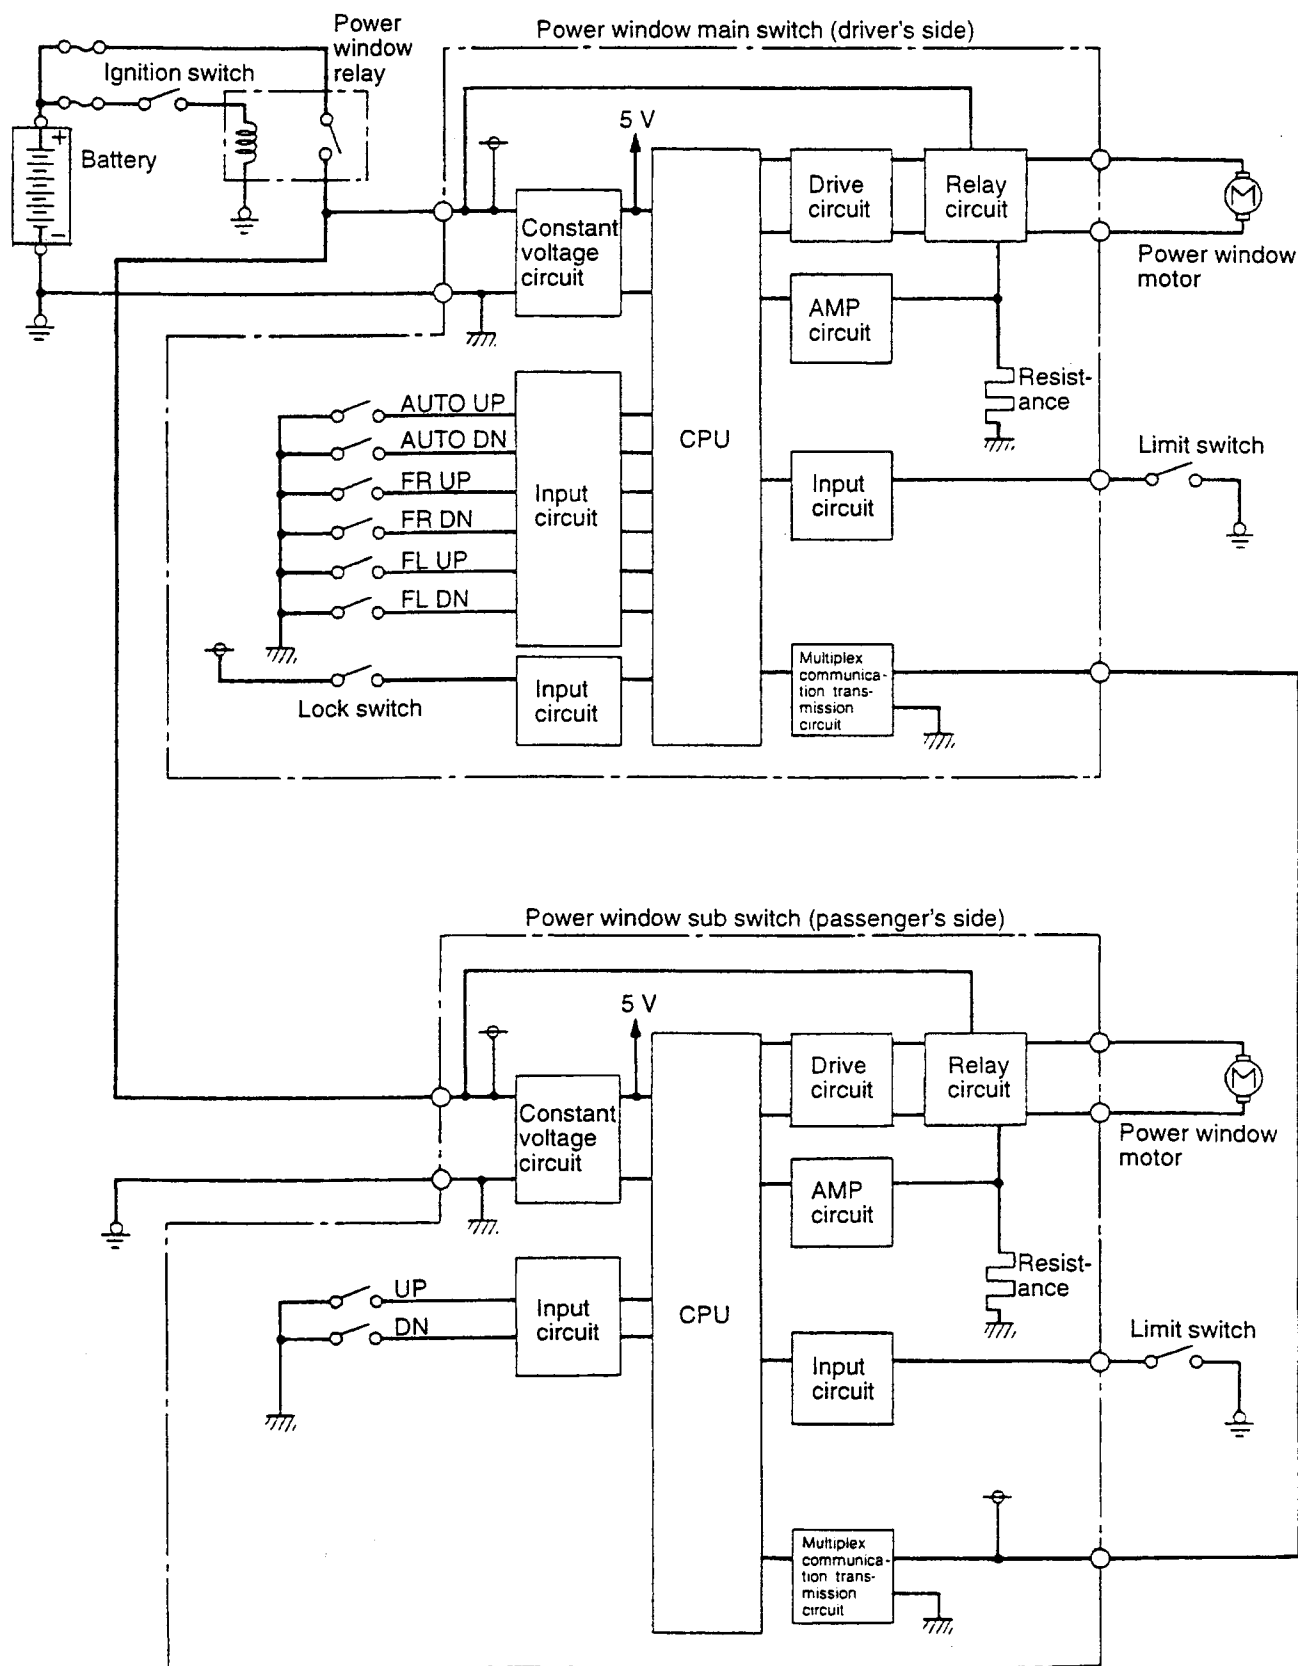 Power window main switch (driver's side)
Power
window
relay
Ignition switch
+
Battery
-
5 V
Constant
voltage
circuit
CPU
Drive
circuit
Relay
circuit
M
Power window
motor
AMP
circuit
Resist-
ance
AUTO UP
AUTO DN
FR UP
FR DN
FL UP
FL DN
Input
circuit
Input
circuit
Limit switch
Lock switch
Input
circuit
Multiplex
communica-
tion trans-
mission
circuit
Power window sub switch (passenger's side)
5 V
Constant
voltage
circuit
CPU
Drive
circuit
Relay
circuit
M
Power window
motor
AMP
circuit
Resist-
ance
UP
DN
Input
circuit
Input
circuit
Limit switch
Multiplex
communica-
tion trans-
mission
circuit